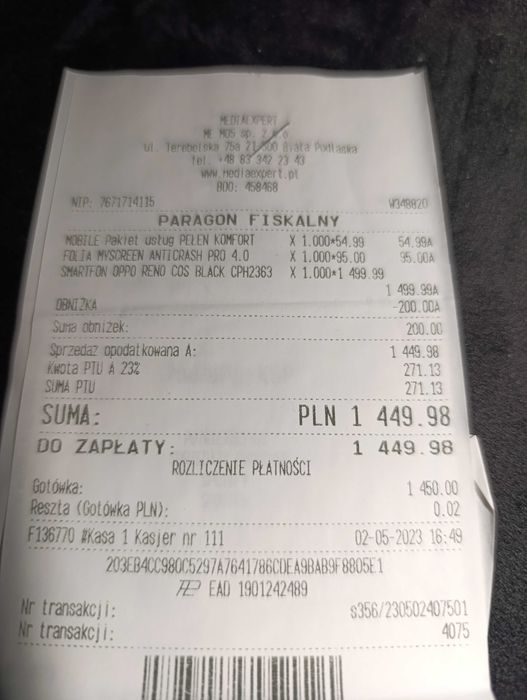 MEDIAEXPERT
ME M05 sp. z o.o.
ul. Terebelska 75a 21-500 Biała Podlaska
tel. +48 83 342 23 43
www.mediaexpert.pl
BDO: 458468
NIP: 7671714115 W348820
PARAGON FISKALNY
MOBILE Pakiet usług PEŁEN KOMFORT X 1.000*54.99 54.99A
FOLIA MYSCREEN ANTICRASH PRO 4.0 X 1.000*95.00 95.00A
SMARTFON OPPO RENO COS BLACK CPH2363 X 1.000*1 499.99
1 499.99A
OBNIŻKA -200.00A
Suma obniżek: 200.00
Sprzedaż opodatkowana A: 1 449.98
Kwota PTU A 23% 271.13
SUMA PTU 271.13
SUMA: PLN 1 449.98
DO ZAPŁATY: 1 449.98
ROZLICZENIE PŁATNOŚCI
Gotówka: 1 450.00
Reszta (Gotówka PLN): 0.02
F136770 #Kasa 1 Kasjer nr 111 02-05-2023 16:49
203EB4CC980C5297A7641786CDEA9BAB9F8805E1
EAD 1901242489
Nr transakcji: s356/230502407501
Nr transakcji: 4075